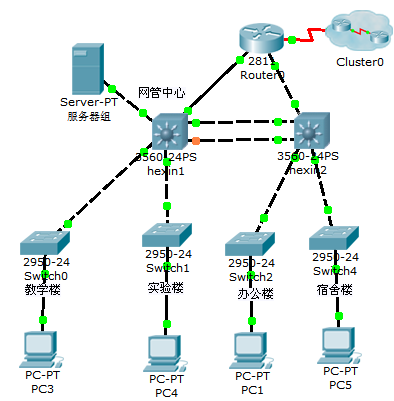 2811
Router0
Cluster0
网管中心
Server-PT
服务器组
3560-24PS
hexin1
3560-24PS
hexin2
2950-24
Switch0
教学楼
2950-24
Switch1
实验楼
2950-24
Switch2
办公楼
2950-24
Switch4
宿舍楼
PC-PT
PC3
PC-PT
PC4
PC-PT
PC1
PC-PT
PC5